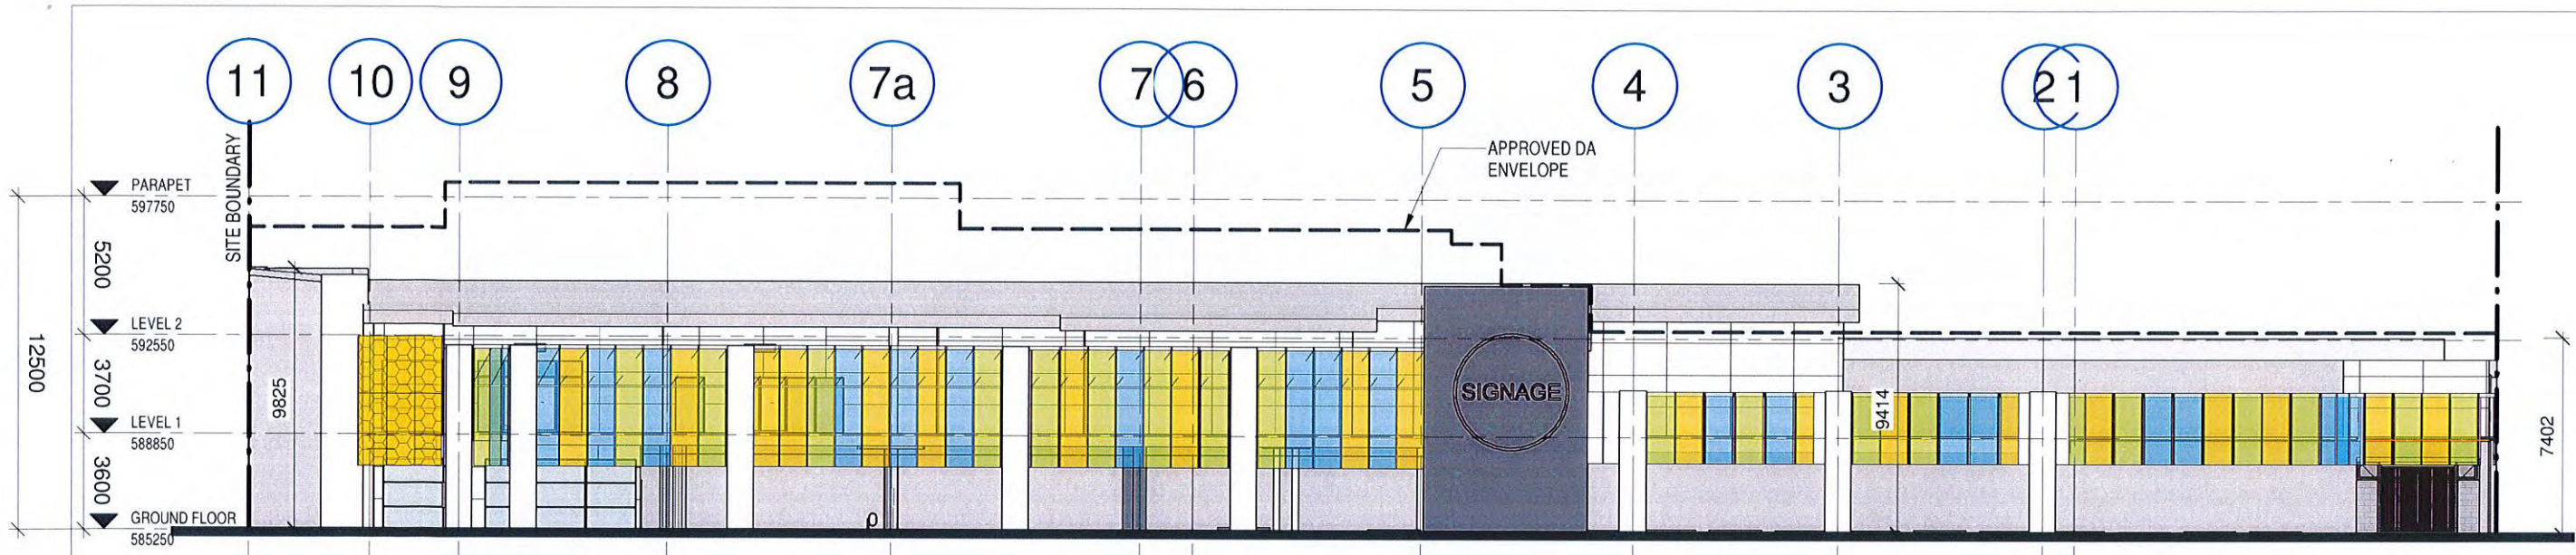 11
10
9
8
7a
7
6
5
4
3
2
1
SITE BOUNDARY
APPROVED DA
ENVELOPE
PARAPET
597750
5200
LEVEL 2
592550
12500
3700
9825
SIGNAGE
9414
LEVEL 1
588850
7402
3600
GROUND FLOOR
585250